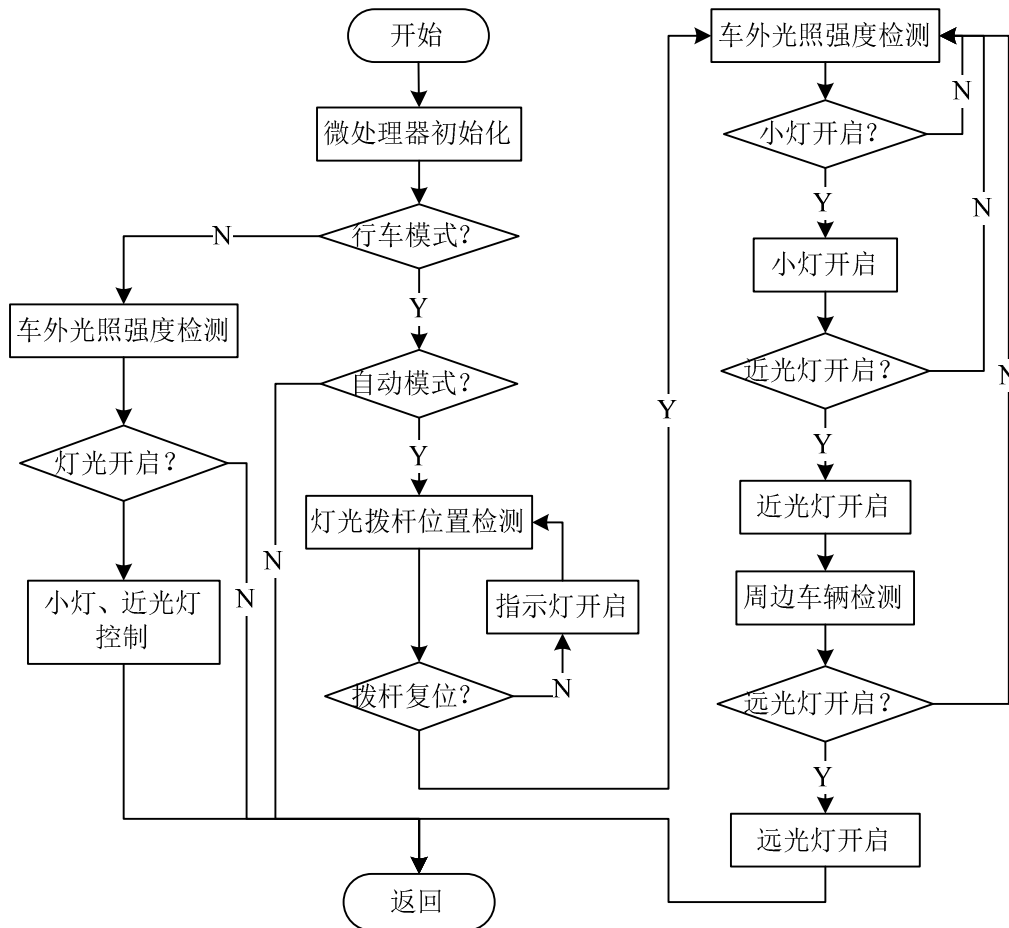 开始
微处理器初始化
行车模式?
N
Y
车外光照强度检测
灯光开启?
N
小灯、近光灯
控制
自动模式?
N
Y
灯光拨杆位置检测
指示灯开启
拨杆复位?
N
Y
车外光照强度检测
小灯开启?
N
Y
小灯开启
近光灯开启?
N
Y
近光灯开启
周边车辆检测
远光灯开启?
N
Y
远光灯开启
返回